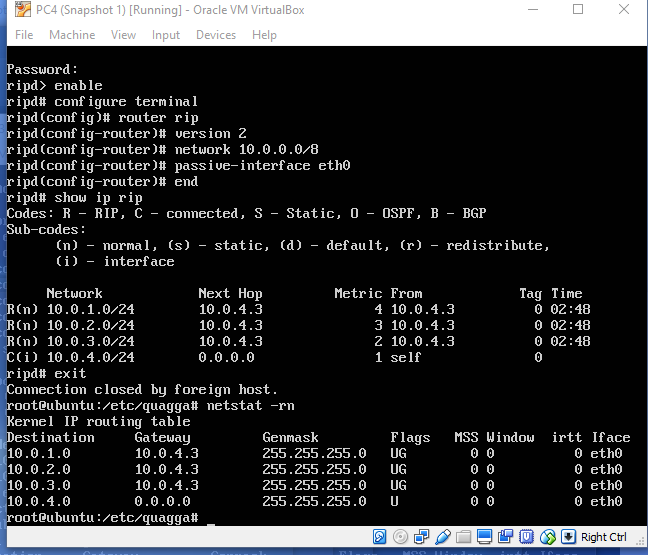 PC4 (Snapshot 1) [Running] - Oracle VM VirtualBox
File Machine View Input Devices Help
Password:
ripd> enable
ripd# configure terminal
ripd(config)# router rip
ripd(config-router)# version 2
ripd(config-router)# network 10.0.0.0/8
ripd(config-router)# passive-interface eth0
ripd(config-router)# end
ripd# show ip rip
Codes: R - RIP, C - connected, S - Static, O - OSPF, B - BGP
Sub-codes:
(n) - normal, (s) - static, (d) - default, (r) - redistribute,
(i) - interface
Network Next Hop Metric From Tag Time
R(n) 10.0.1.0/24 10.0.4.3 4 10.0.4.3 0 02:48
R(n) 10.0.2.0/24 10.0.4.3 3 10.0.4.3 0 02:48
R(n) 10.0.3.0/24 10.0.4.3 2 10.0.4.3 0 02:48
C(i) 10.0.4.0/24 0.0.0.0 1 self 0
ripd# exit
Connection closed by foreign host.
root@ubuntu:/etc/quagga# netstat -rn
Kernel IP routing table
Destination Gateway Genmask Flags MSS Window irtt Iface
10.0.1.0 10.0.4.3 255.255.255.0 UG 0 0 0 eth0
10.0.2.0 10.0.4.3 255.255.255.0 UG 0 0 0 eth0
10.0.3.0 10.0.4.3 255.255.255.0 UG 0 0 0 eth0
10.0.4.0 0.0.0.0 255.255.255.0 U 0 0 0 eth0
root@ubuntu:/etc/quagga# _
Right Ctrl